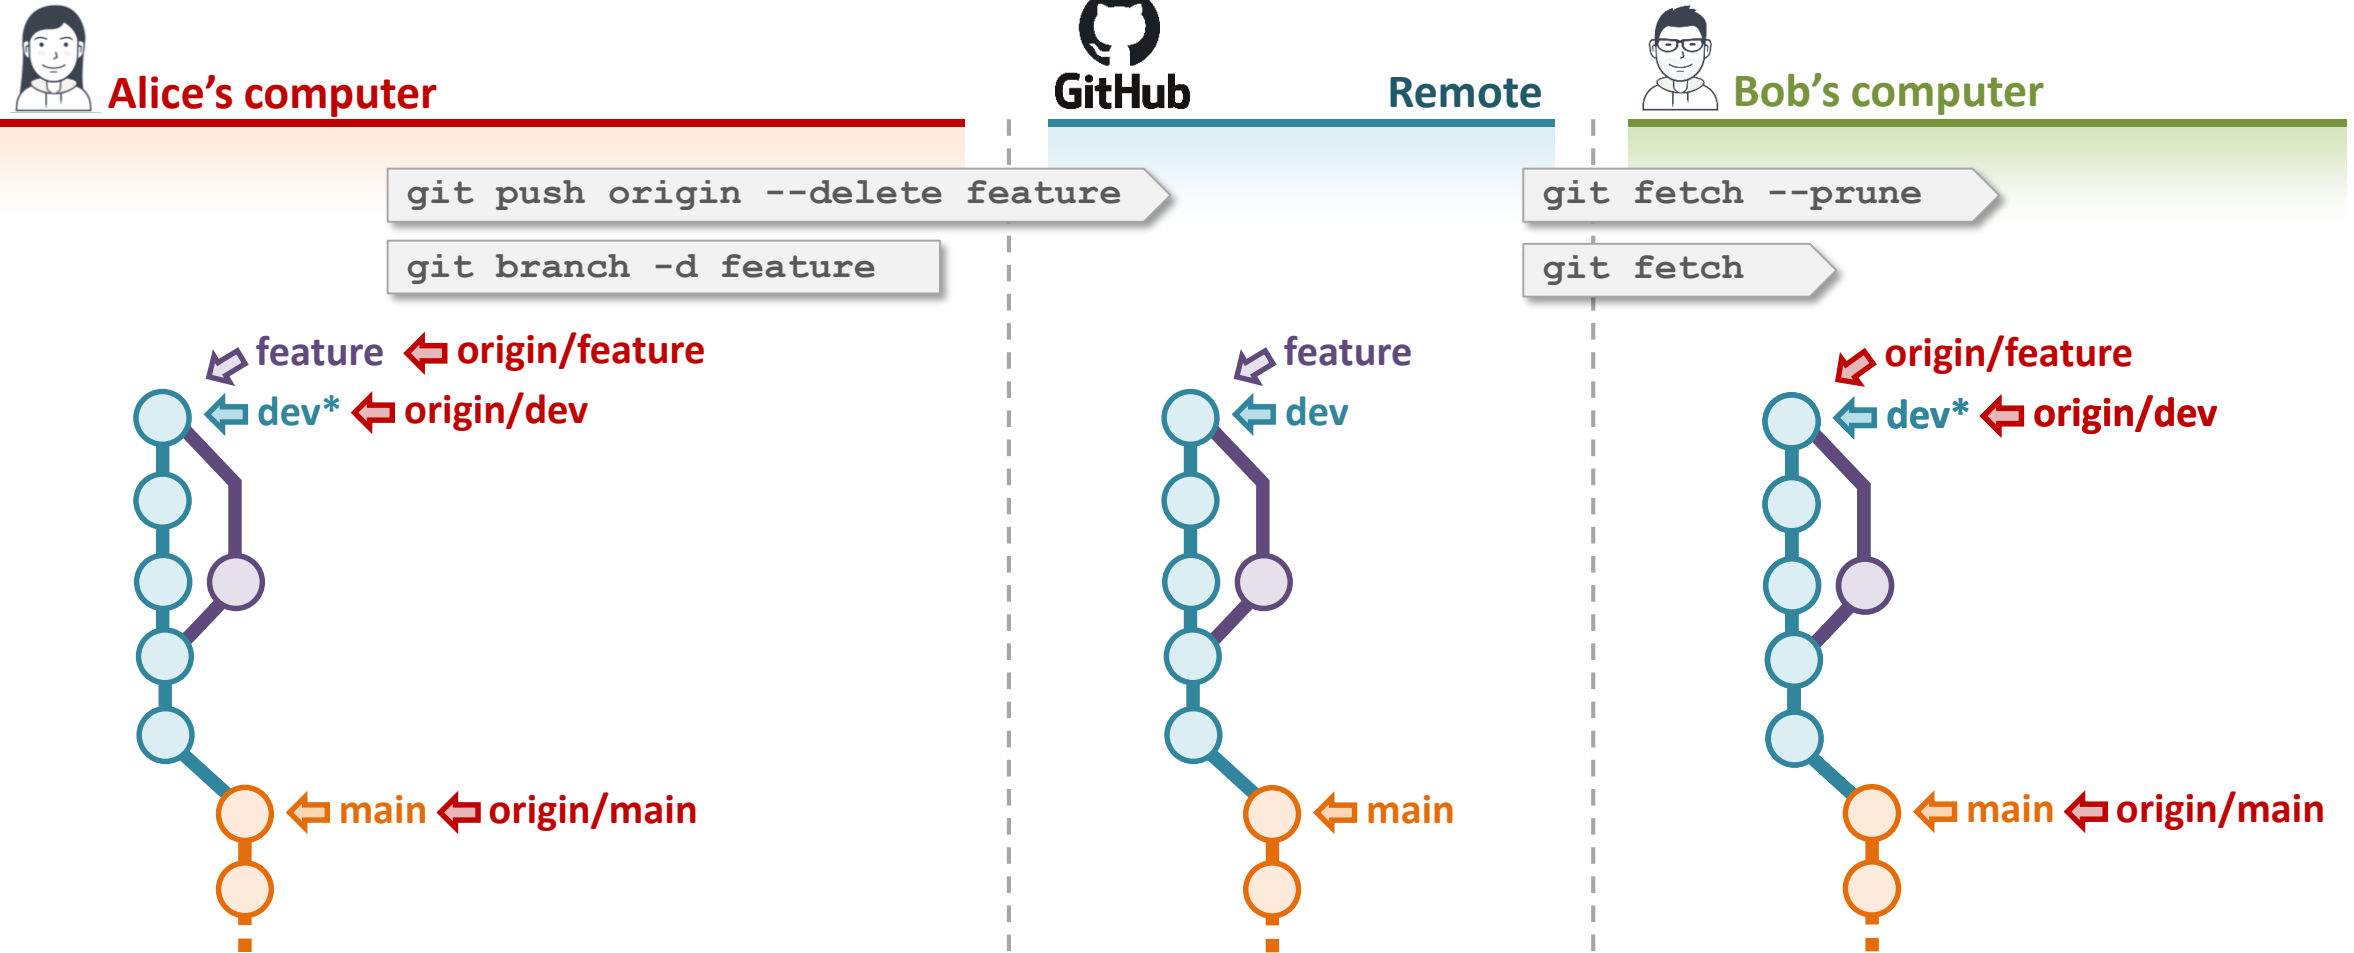 Alice's computer
GitHub
Remote
Bob's computer
git push origin --delete feature
git fetch --prune
git branch -d feature
git fetch
feature origin/feature
dev* origin/dev
main origin/main
feature
dev
main
origin/feature
dev* origin/dev
main origin/main